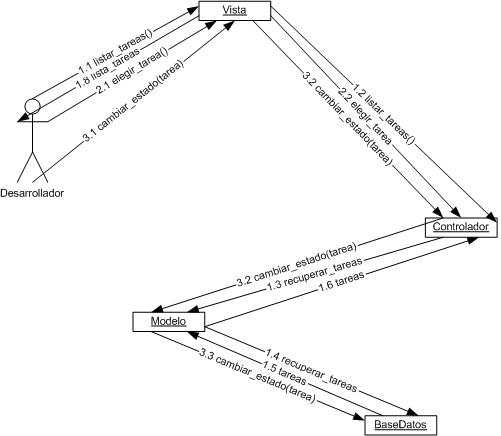 Vista
1.1 listar_tareas()
1.8 lista_tareas
2.1 elegir_tarea()
3.1 cambiar_estado(tarea)
1.2 listar_tareas()
2.2 elegir_tarea
3.2 cambiar_estado(tarea)
Desarrollador
Controlador
3.2 cambiar_estado(tarea)
1.3 recuperar_tareas
1.6 tareas
Modelo
1.4 recuperar_tareas
1.5 tareas
3.3 cambiar_estado(tarea)
BaseDatos